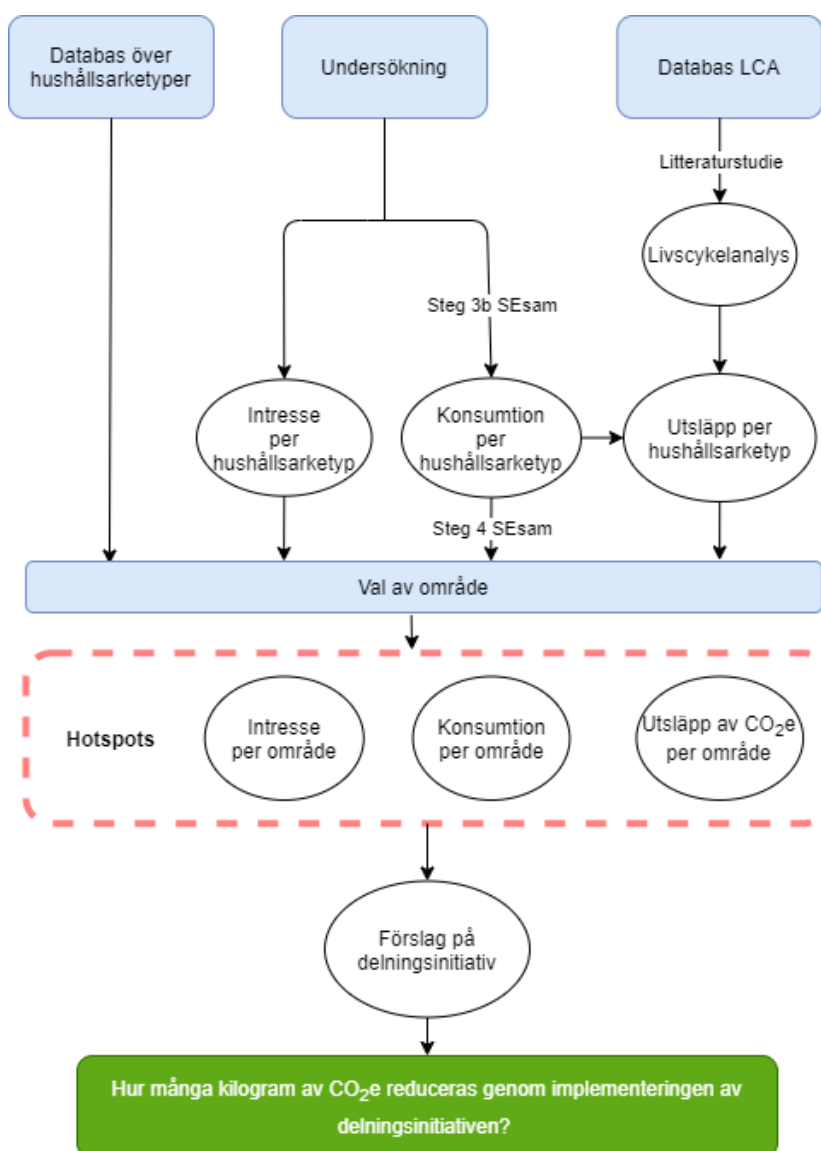 Databas över
hushållsarketyper
Undersökning
Databas LCA
Litteraturstudie
Livscykelanalys
Steg 3b SEsam
Intresse
per
hushållsarketyp
Konsumtion
per
hushållsarketyp
Utsläpp per
hushållsarketyp
Steg 4 SEsam
Val av område
Hotspots
Intresse
per område
Konsumtion
per område
Utsläpp av CO₂e
per område
Förslag på
delningsinitiativ
Hur många kilogram av CO₂e reduceras genom implementeringen av
delningsinitiativen?